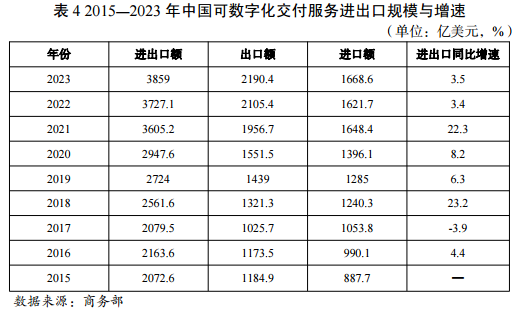 表 4 2015—2023 年中国可数字化交付服务进出口规模与增速
（单位：亿美元，%）
年份 进出口额 出口额 进口额 进出口同比增速
2023 3859 2190.4 1668.6 3.5
2022 3727.1 2105.4 1621.7 3.4
2021 3605.2 1956.7 1648.4 22.3
2020 2947.6 1551.5 1396.1 8.2
2019 2724 1439 1285 6.3
2018 2561.6 1321.3 1240.3 23.2
2017 2079.5 1025.7 1053.8 -3.9
2016 2163.6 1173.5 990.1 4.4
2015 2072.6 1184.9 887.7 —
数据来源：商务部